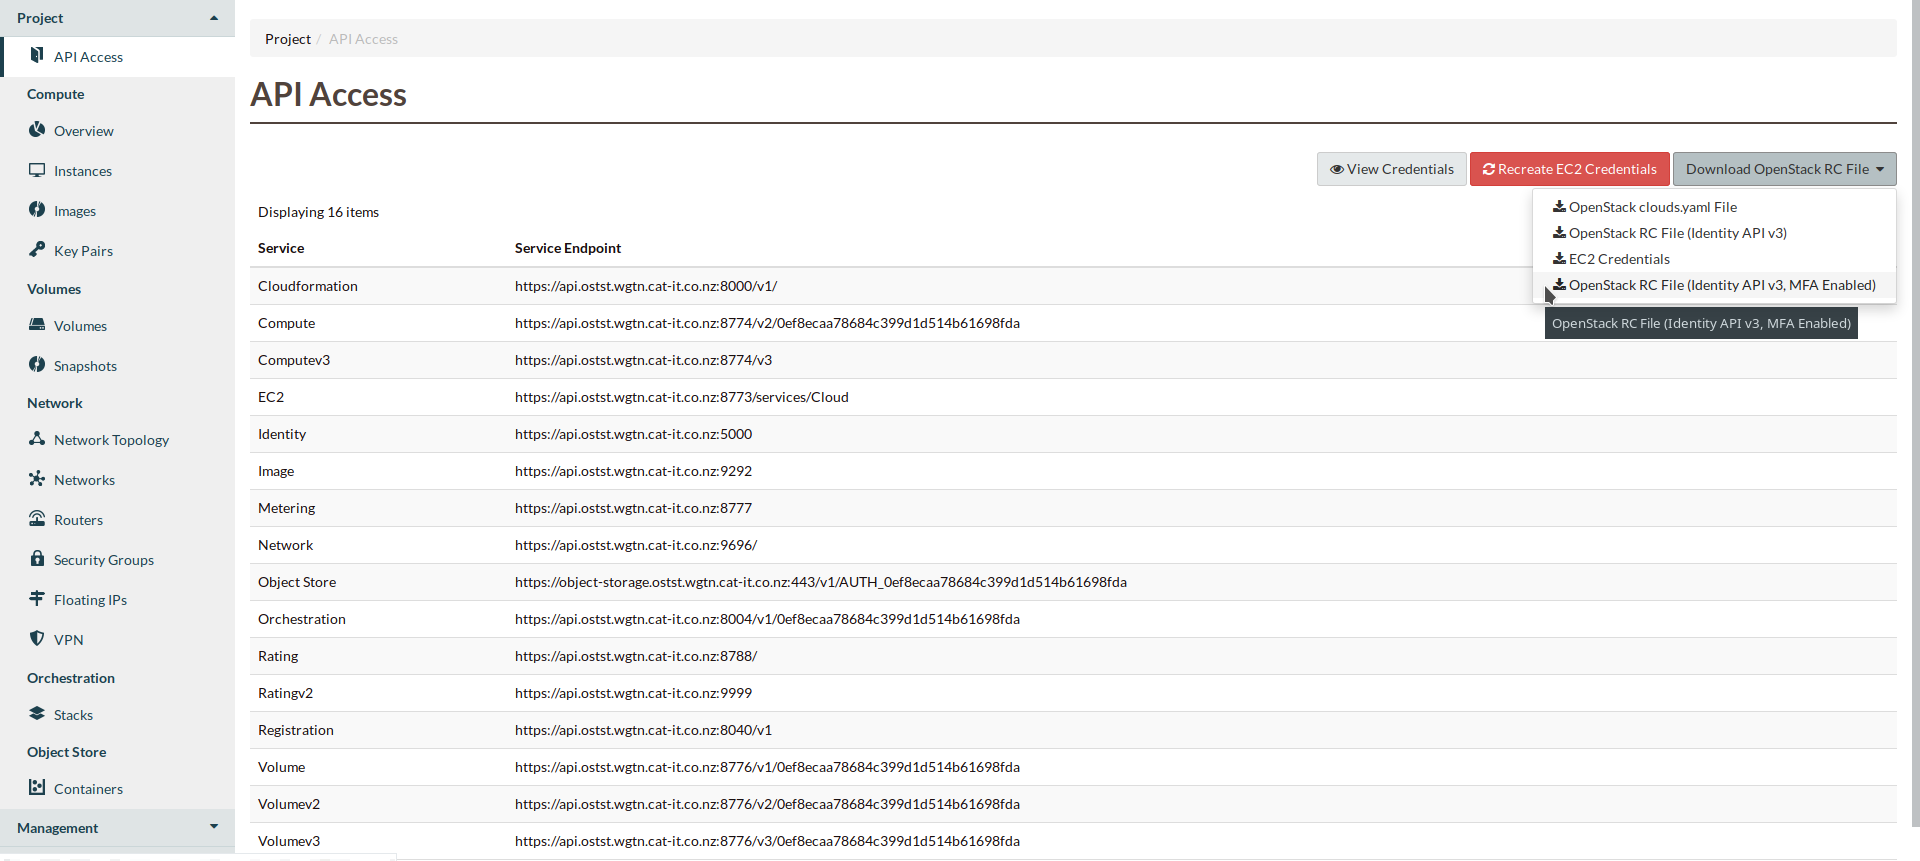 Project
API Access
Compute
Overview
Instances
Images
Key Pairs
Volumes
Volumes
Snapshots
Network
Network Topology
Networks
Routers
Security Groups
Floating IPs
VPN
Orchestration
Stacks
Object Store
Containers
Management
Project / API Access
API Access
View Credentials Recreate EC2 Credentials Download OpenStack RC File
OpenStack clouds.yaml File
OpenStack RC File (Identity API v3)
EC2 Credentials
OpenStack RC File (Identity API v3, MFA Enabled)
OpenStack RC File (Identity API v3, MFA Enabled)
Displaying 16 items
Service Service Endpoint
Cloudformation https://api.ostst.wgtn.cat-it.co.nz:8000/v1/
Compute https://api.ostst.wgtn.cat-it.co.nz:8774/v2/0ef8ecaa78684c399d1d514b61698fda
Computev3 https://api.ostst.wgtn.cat-it.co.nz:8774/v3
EC2 https://api.ostst.wgtn.cat-it.co.nz:8773/services/Cloud
Identity https://api.ostst.wgtn.cat-it.co.nz:5000
Image https://api.ostst.wgtn.cat-it.co.nz:9292
Metering https://api.ostst.wgtn.cat-it.co.nz:8777
Network https://api.ostst.wgtn.cat-it.co.nz:9696/
Object Store https://object-storage.ostst.wgtn.cat-it.co.nz:443/v1/AUTH_0ef8ecaa78684c399d1d514b61698fda
Orchestration https://api.ostst.wgtn.cat-it.co.nz:8004/v1/0ef8ecaa78684c399d1d514b61698fda
Rating https://api.ostst.wgtn.cat-it.co.nz:8788/
Ratingv2 https://api.ostst.wgtn.cat-it.co.nz:9999
Registration https://api.ostst.wgtn.cat-it.co.nz:8040/v1
Volume https://api.ostst.wgtn.cat-it.co.nz:8776/v1/0ef8ecaa78684c399d1d514b61698fda
Volumev2 https://api.ostst.wgtn.cat-it.co.nz:8776/v2/0ef8ecaa78684c399d1d514b61698fda
Volumev3 https://api.ostst.wgtn.cat-it.co.nz:8776/v3/0ef8ecaa78684c399d1d514b61698fda